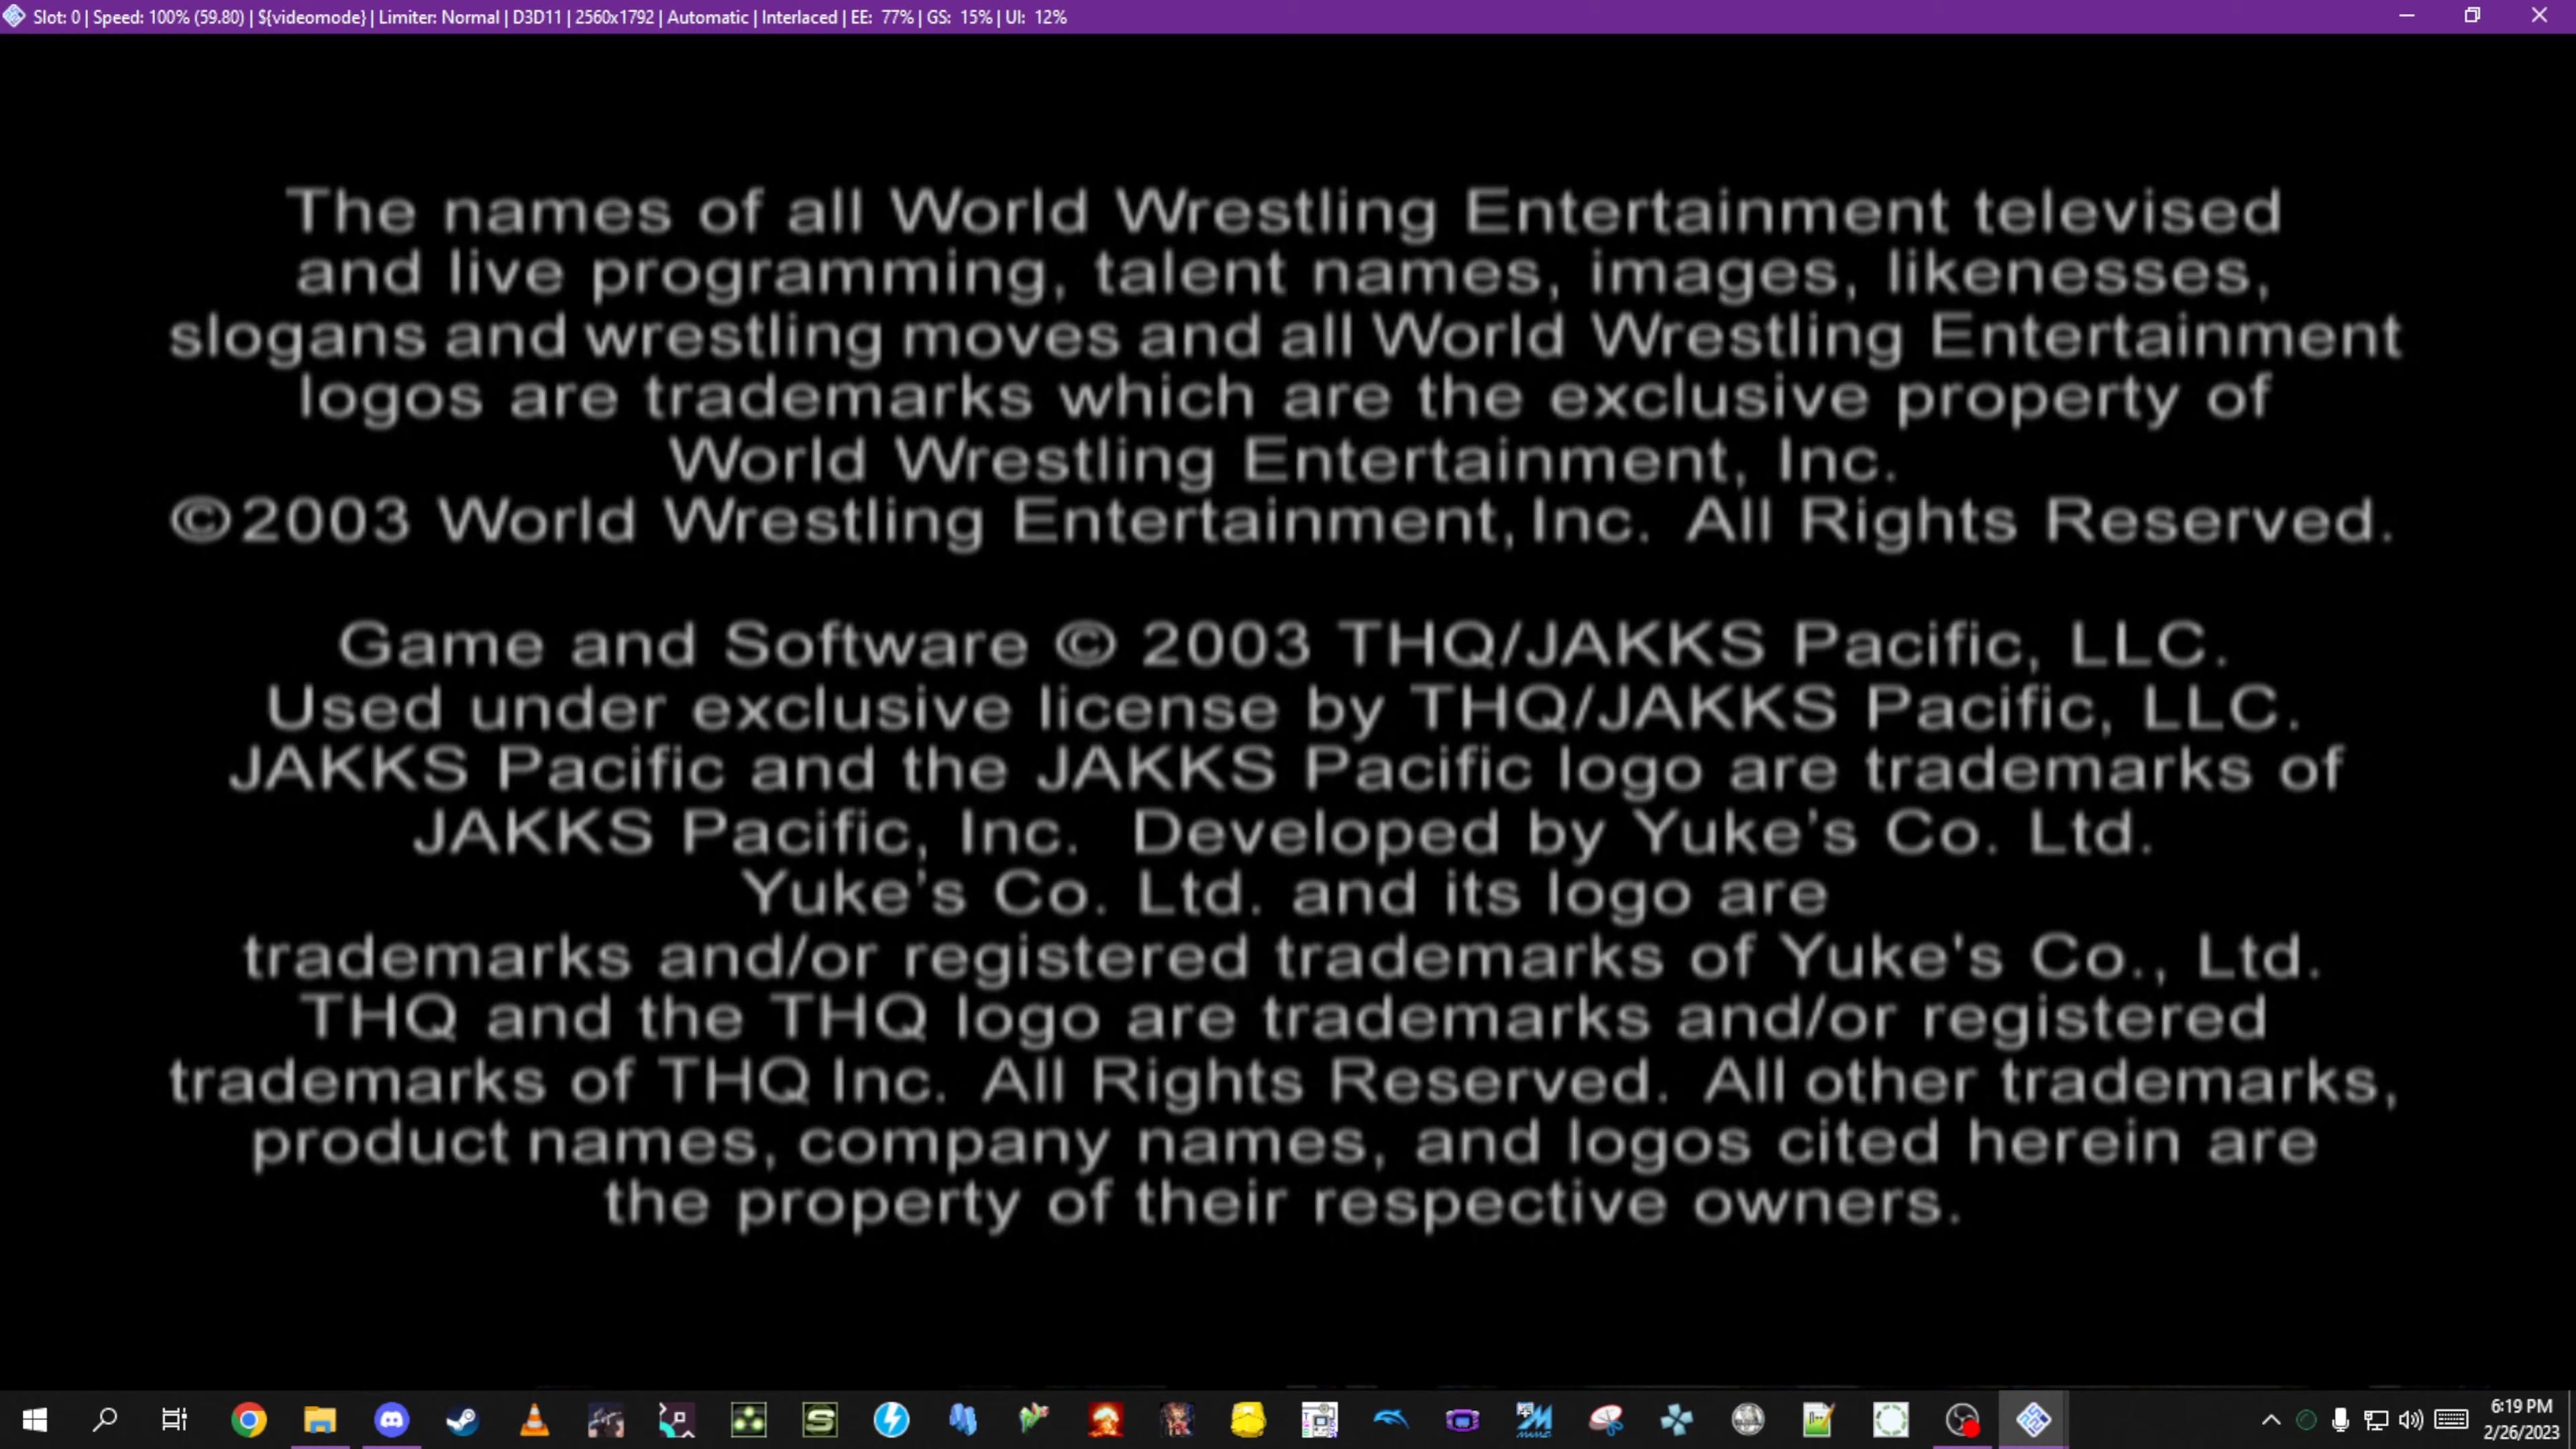 Slot: 0 | Speed: 100% (59.80) | ${videomode} | Limiter: Normal | D3D11 | 2560x1792 | Automatic | Interlaced | EE: 77% | GS: 15% | UI: 12%
The names of all World Wrestling Entertainment televised
and live programming, talent names, images, likenesses,
slogans and wrestling moves and all World Wrestling Entertainment
logos are trademarks which are the exclusive property of
World Wrestling Entertainment, Inc.
©2003 World Wrestling Entertainment, Inc. All Rights Reserved.
Game and Software © 2003 THQ/JAKKS Pacific, LLC.
Used under exclusive license by THQ/JAKKS Pacific, LLC.
JAKKS Pacific and the JAKKS Pacific logo are trademarks of
JAKKS Pacific, Inc. Developed by Yuke's Co. Ltd.
Yuke's Co. Ltd. and its logo are
trademarks and/or registered trademarks of Yuke's Co., Ltd.
THQ and the THQ logo are trademarks and/or registered
trademarks of THQ Inc. All Rights Reserved. All other trademarks,
product names, company names, and logos cited herein are
the property of their respective owners.
6:19 PM
2/26/2023